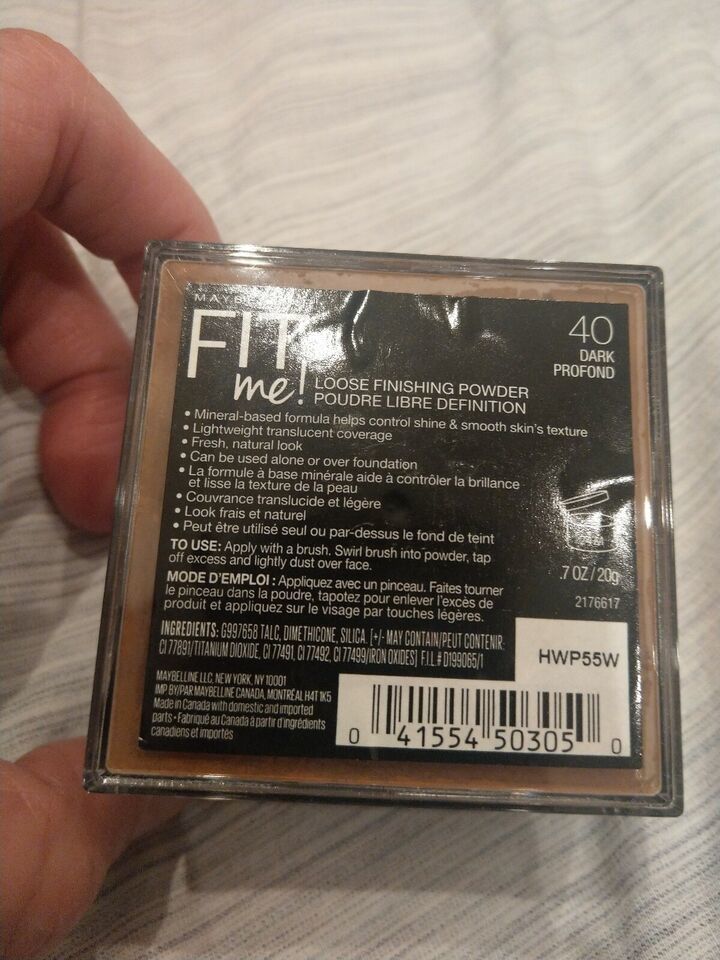 FIT
me!
LOOSE FINISHING POWDER
POUDRE LIBRE DEFINITION
40
DARK
PROFOND
• Mineral-based formula helps control shine & smooth skin's texture
• Lightweight translucent coverage
• Fresh, natural look
• Can be used alone or over foundation
• La formule à base minérale aide à contrôler la brillance
et lisse la texture de la peau
• Couvrance translucide et légère
• Look frais et naturel
• Peut être utilisé seul ou par-dessus le fond de teint
TO USE: Apply with a brush. Swirl brush into powder, tap
off excess and lightly dust over face.
MODE D'EMPLOI : Appliquez avec un pinceau. Faites tourner
le pinceau dans la poudre, tapotez pour enlever l'excès de
produit et appliquez sur le visage par touches légères.
.7 OZ / 20g
2176617
INGREDIENTS: G997658 TALC, DIMETHICONE, SILICA. [+/- MAY CONTAIN/PEUT CONTENIR:
CI 77891/TITANIUM DIOXIDE, CI 77491, CI 77492, CI 77499/IRON OXIDES] F.I.L.# D199065/1
MAYBELLINE LLC, NEW YORK, NY 10001
IMP BY/PAR MAYBELLINE CANADA, MONTRÉAL H4T 1K5
Made in Canada with domestic and imported
parts • Fabriqué au Canada à partir d'ingrédients
canadiens et importés
HWP55W
0 41554 50305 0